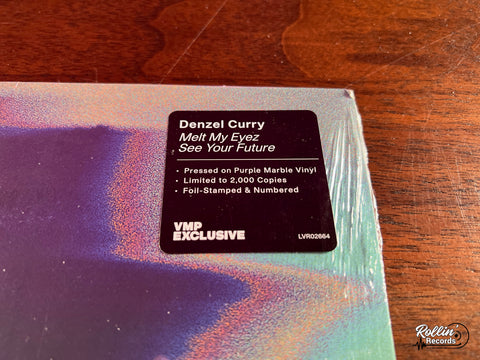 Denzel Curry
Melt My Eyez
See Your Future
• Pressed on Purple Marble Vinyl
• Limited to 2,000 Copies
• Foil-Stamped & Numbered
VMP
EXCLUSIVE
LVR02664
Rollin'
Records